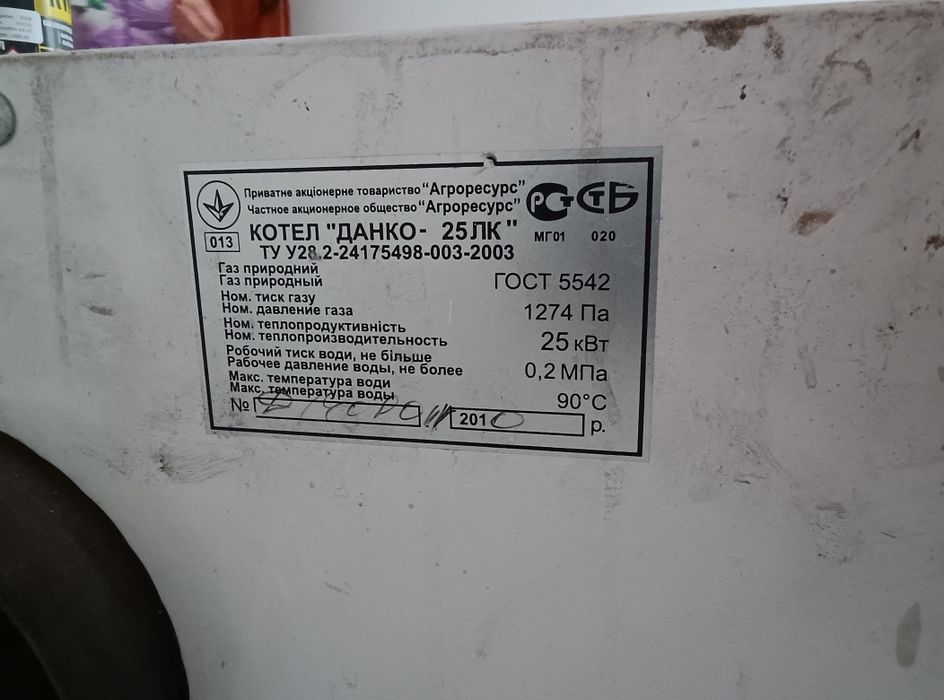 Приватне акціонерне товариство "Агроресурс"
Частное акционерное общество "Агроресурс"
РСТ СТБ
013
КОТЕЛ "ДАНКО- 25ЛК"
МГ01 020
ТУ У28.2-24175498-003-2003
Газ природний
Газ природный ГОСТ 5542
Ном. тиск газу
Ном. давление газа 1274 Па
Ном. теплопродуктивність
Ном. теплопроизводительность 25 кВт
Робочий тиск води, не більше
Рабочее давление воды, не более 0,2 МПа
Макс. температура води
Макс. температура воды 90°С
№ 2010 р.